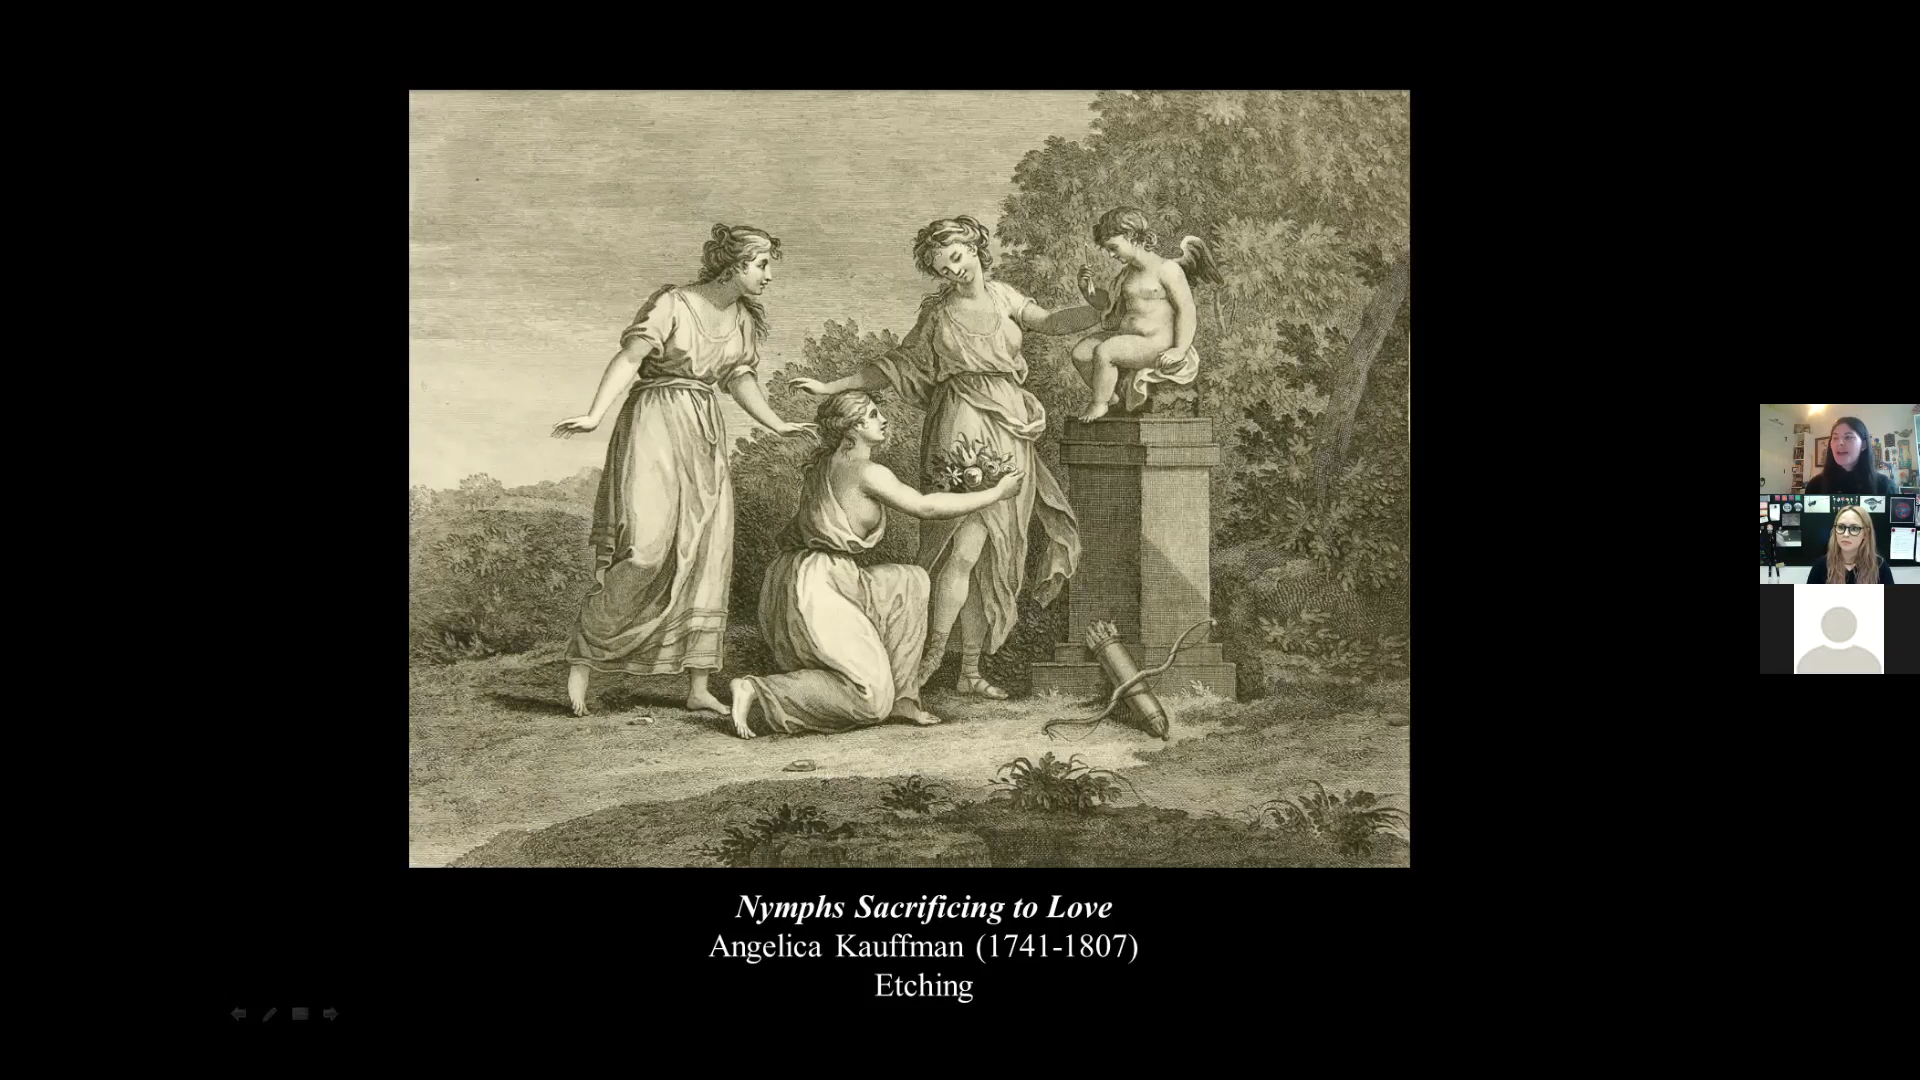 Nymphs Sacrificing to Love
Angelica Kauffman (1741-1807)
Etching